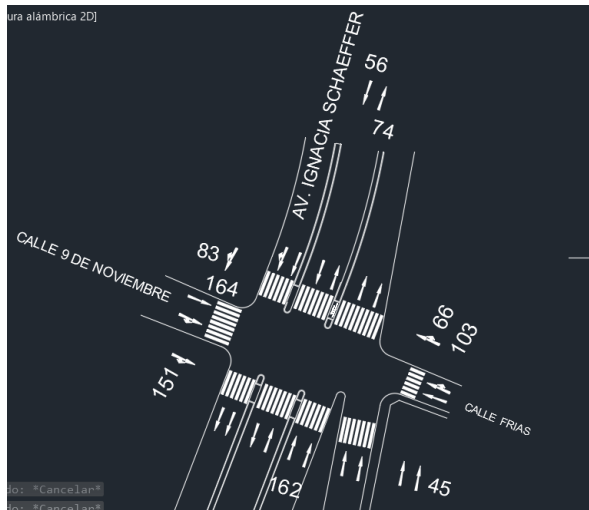 ura alámbrica 2D]
56
74
AV. IGNACIA SCHAEFFER
CALLE 9 DE NOVIEMBRE
83
164
66
103
151
CALLE FRIAS
162
45
do: *Cancelar*
do: *Cancelar*